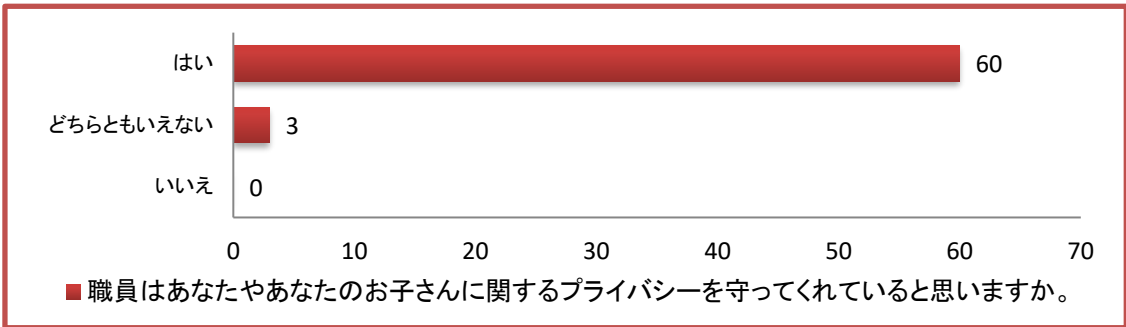 はい
60
どちらともいえない
3
いいえ
0
0 10 20 30 40 50 60 70
職員はあなたやあなたのお子さんに関するプライバシーを守ってくれていると思いますか。